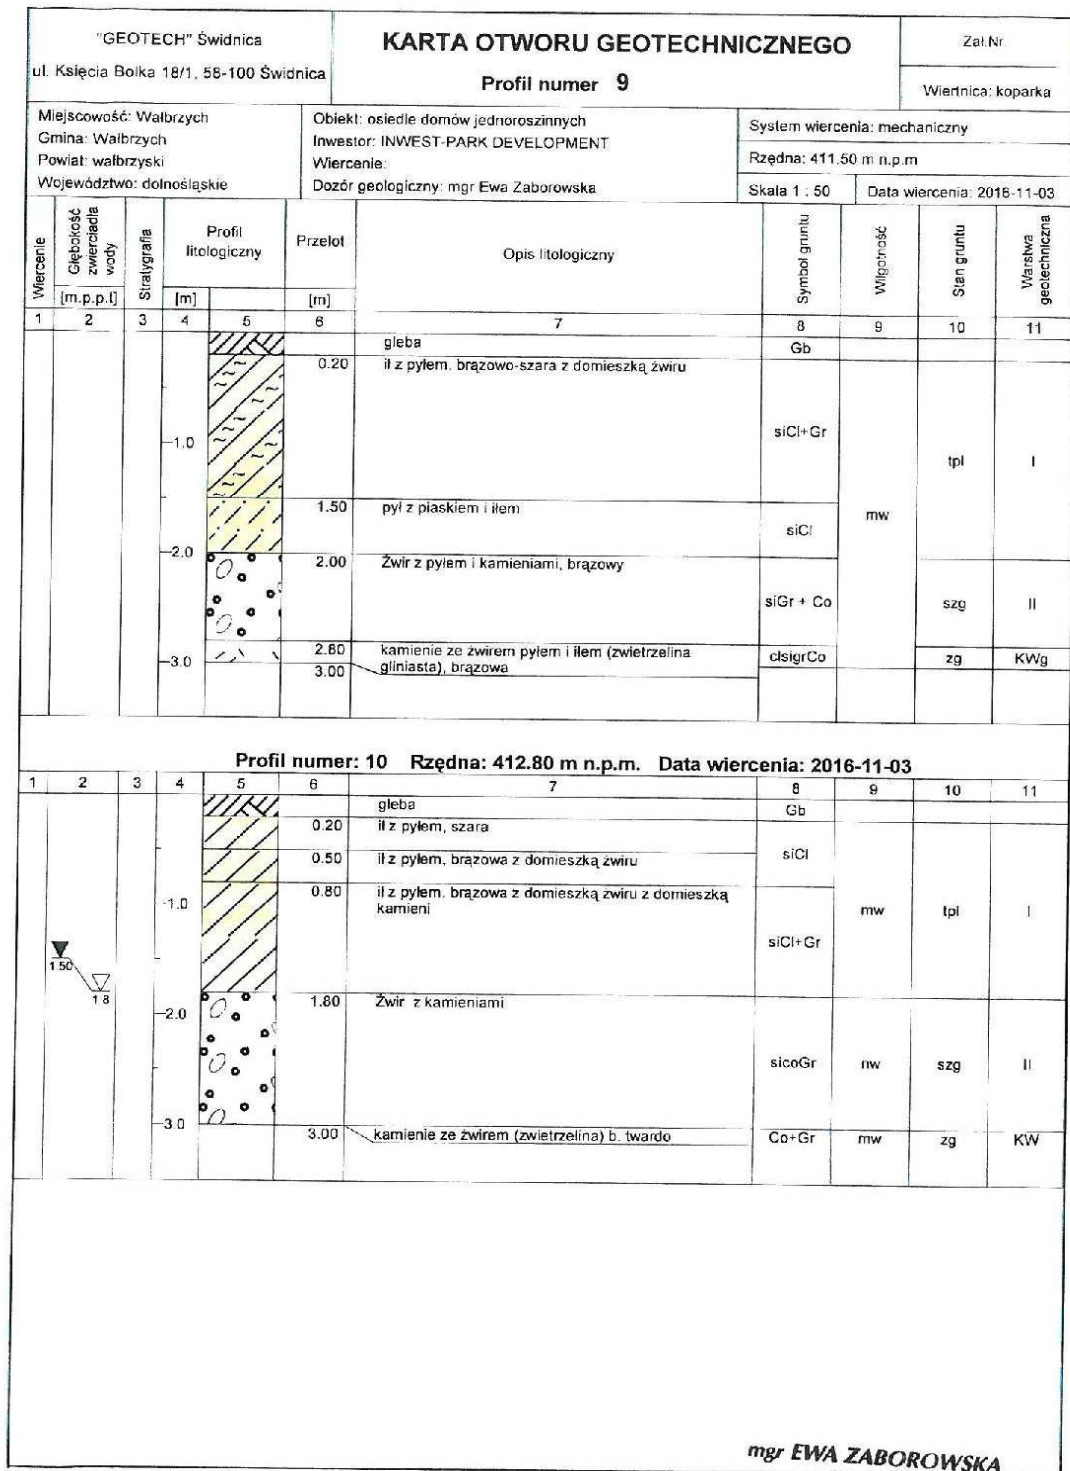 "GEOTECH" Świdnica
ul. Księcia Bolka 18/1, 58-100 Świdnica
KARTA OTWORU GEOTECHNICZNEGO
Profil numer 9
Zał.Nr.
Wiertnica: koparka
Miejscowość: Wałbrzych
Gmina: Wałbrzych
Powiat: wałbrzyski
Województwo: dolnośląskie
Obiekt: osiedle domów jednoroszinnych
Inwestor: INWEST-PARK DEVELOPMENT
Wiercenie:
Dozór geologiczny: mgr Ewa Zaborowska
System wiercenia: mechaniczny
Rzędna: 411.50 m n.p.m
Skala 1 : 50
Data wiercenia: 2016-11-03
Wiercenie
Głębokość zwierciadła wody
[m.p.p.t]
Stratygrafia
Profil litologiczny
[m]
Przelot
[m]
Opis litologiczny
Symbol gruntu
Wilgotność
Stan gruntu
Warstwa geotechniczna
1 2 3 4 5 6 7 8 9 10 11
gleba Gb
0.20 ił z pyłem, brązowo-szara z domieszką żwiru
1.0 siCl+Gr
tpl I
1.50 pył z piaskiem i iłem
mw
siCl
2.0
2.00 Żwir z pyłem i kamieniami, brązowy
siGr + Co szg II
2.80 kamienie ze żwirem pyłem i iłem (zwietrzelina gliniasta), brązowa
clsigrCo zg KWg
3.0
3.00
Profil numer: 10 Rzędna: 412.80 m n.p.m. Data wiercenia: 2016-11-03
1 2 3 4 5 6 7 8 9 10 11
gleba Gb
0.20 ił z pyłem, szara
siCl
0.50 ił z pyłem, brązowa z domieszką żwiru
0.80 ił z pyłem, brązowa z domieszką żwiru z domieszką
kamieni
1.0 mw tpl I
siCl+Gr
1.50
1.8
1.80 Żwir z kamieniami
2.0
sicoGr nw szg II
3.0
3.00 kamienie ze żwirem (zwietrzelina) b. twardo Co+Gr mw zg KW
mgr EWA ZABOROWSKA